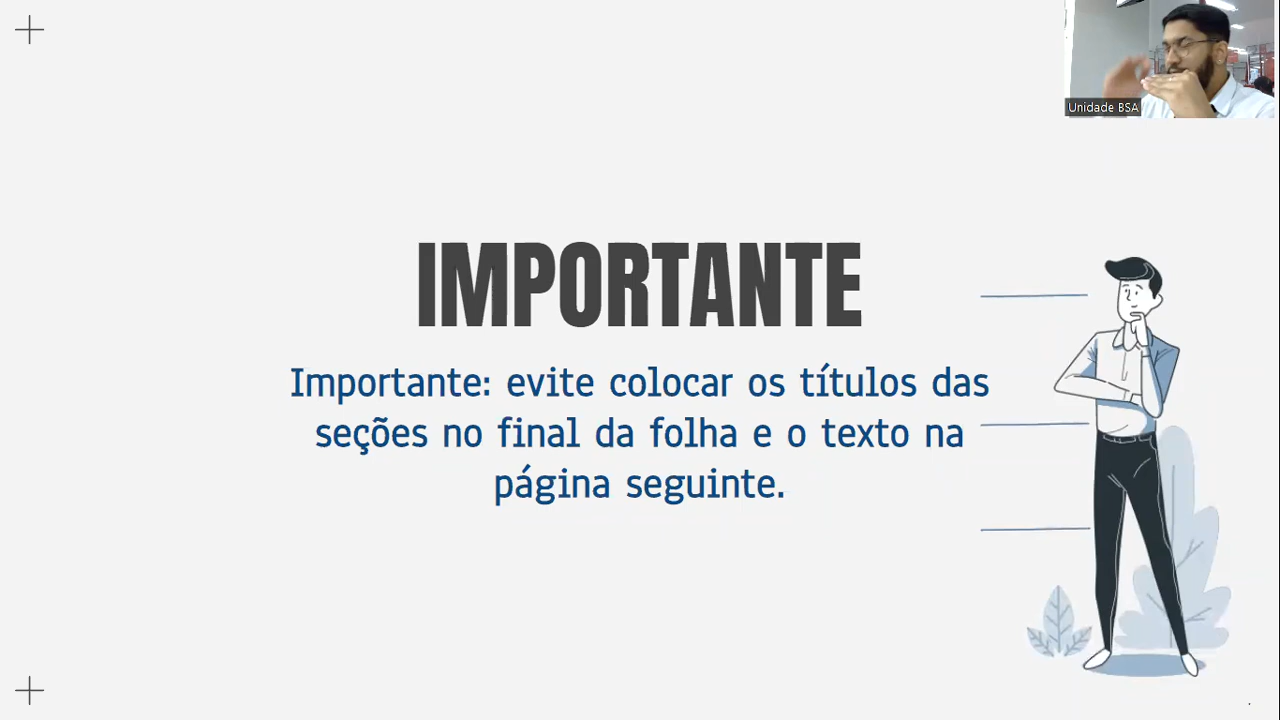 Unidade BSA
IMPORTANTE
Importante: evite colocar os títulos das
seções no final da folha e o texto na
página seguinte.